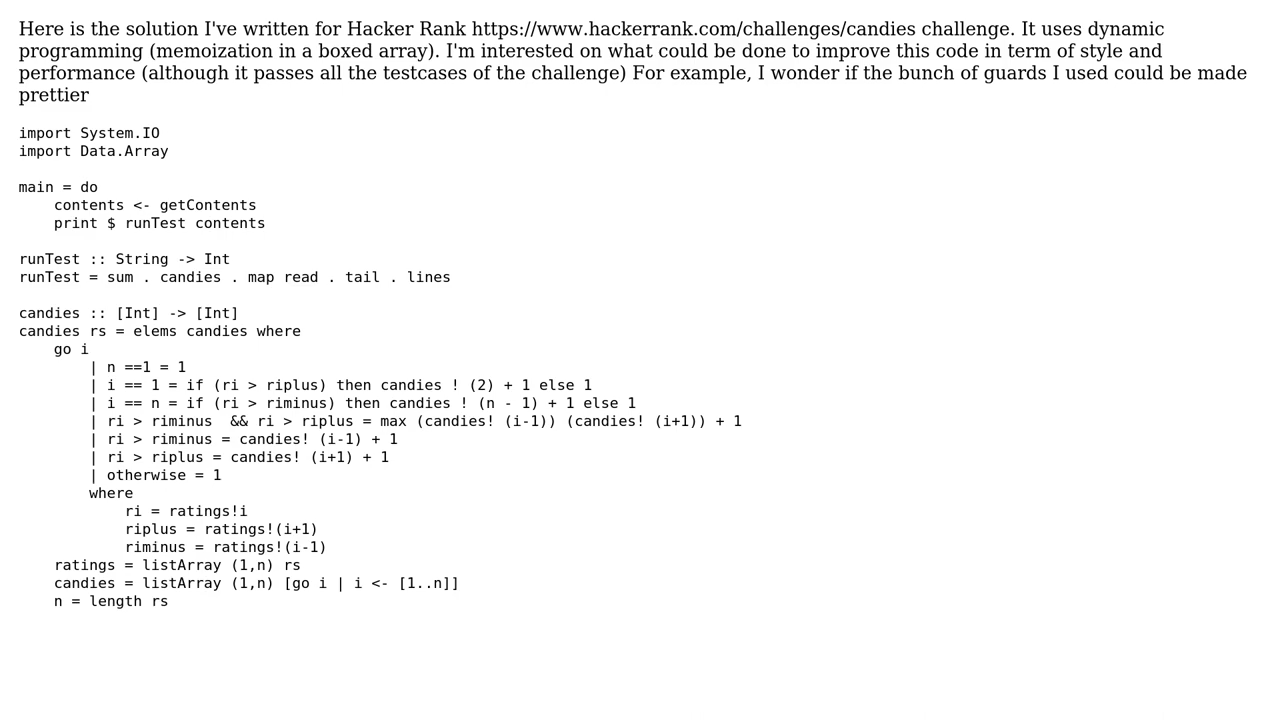 Here is the solution I've written for Hacker Rank https://www.hackerrank.com/challenges/candies challenge. It uses dynamic
programming (memoization in a boxed array). I'm interested on what could be done to improve this code in term of style and
performance (although it passes all the testcases of the challenge) For example, I wonder if the bunch of guards I used could be made
prettier
import System.IO
import Data.Array
main = do
    contents <- getContents
    print $ runTest contents
runTest :: String -> Int
runTest = sum . candies . map read . tail . lines
candies :: [Int] -> [Int]
candies rs = elems candies where
    go i
        | n ==1 = 1
        | i == 1 = if (ri > riplus) then candies ! (2) + 1 else 1
        | i == n = if (ri > riminus) then candies ! (n - 1) + 1 else 1
        | ri > riminus  && ri > riplus = max (candies! (i-1)) (candies! (i+1)) + 1
        | ri > riminus = candies! (i-1) + 1
        | ri > riplus = candies! (i+1) + 1
        | otherwise = 1
        where
            ri = ratings!i
            riplus = ratings!(i+1)
            riminus = ratings!(i-1)
    ratings = listArray (1,n) rs
    candies = listArray (1,n) [go i | i <- [1..n]]
    n = length rs